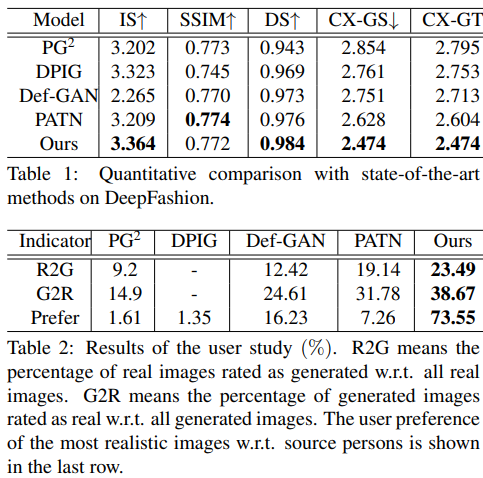 Model IS↑ SSIM↑ DS↑ CX-GS↓ CX-GT
PG² 3.202 0.773 0.943 2.854 2.795
DPIG 3.323 0.745 0.969 2.761 2.753
Def-GAN 2.265 0.770 0.973 2.751 2.713
PATN 3.209 0.774 0.976 2.628 2.604
Ours 3.364 0.772 0.984 2.474 2.474
Table 1: Quantitative comparison with state-of-the-art
methods on DeepFashion.
Indicator PG² DPIG Def-GAN PATN Ours
R2G 9.2 - 12.42 19.14 23.49
G2R 14.9 - 24.61 31.78 38.67
Prefer 1.61 1.35 16.23 7.26 73.55
Table 2: Results of the user study (%). R2G means the
percentage of real images rated as generated w.r.t. all real
images. G2R means the percentage of generated images
rated as real w.r.t. all generated images. The user preference
of the most realistic images w.r.t. source persons is shown
in the last row.